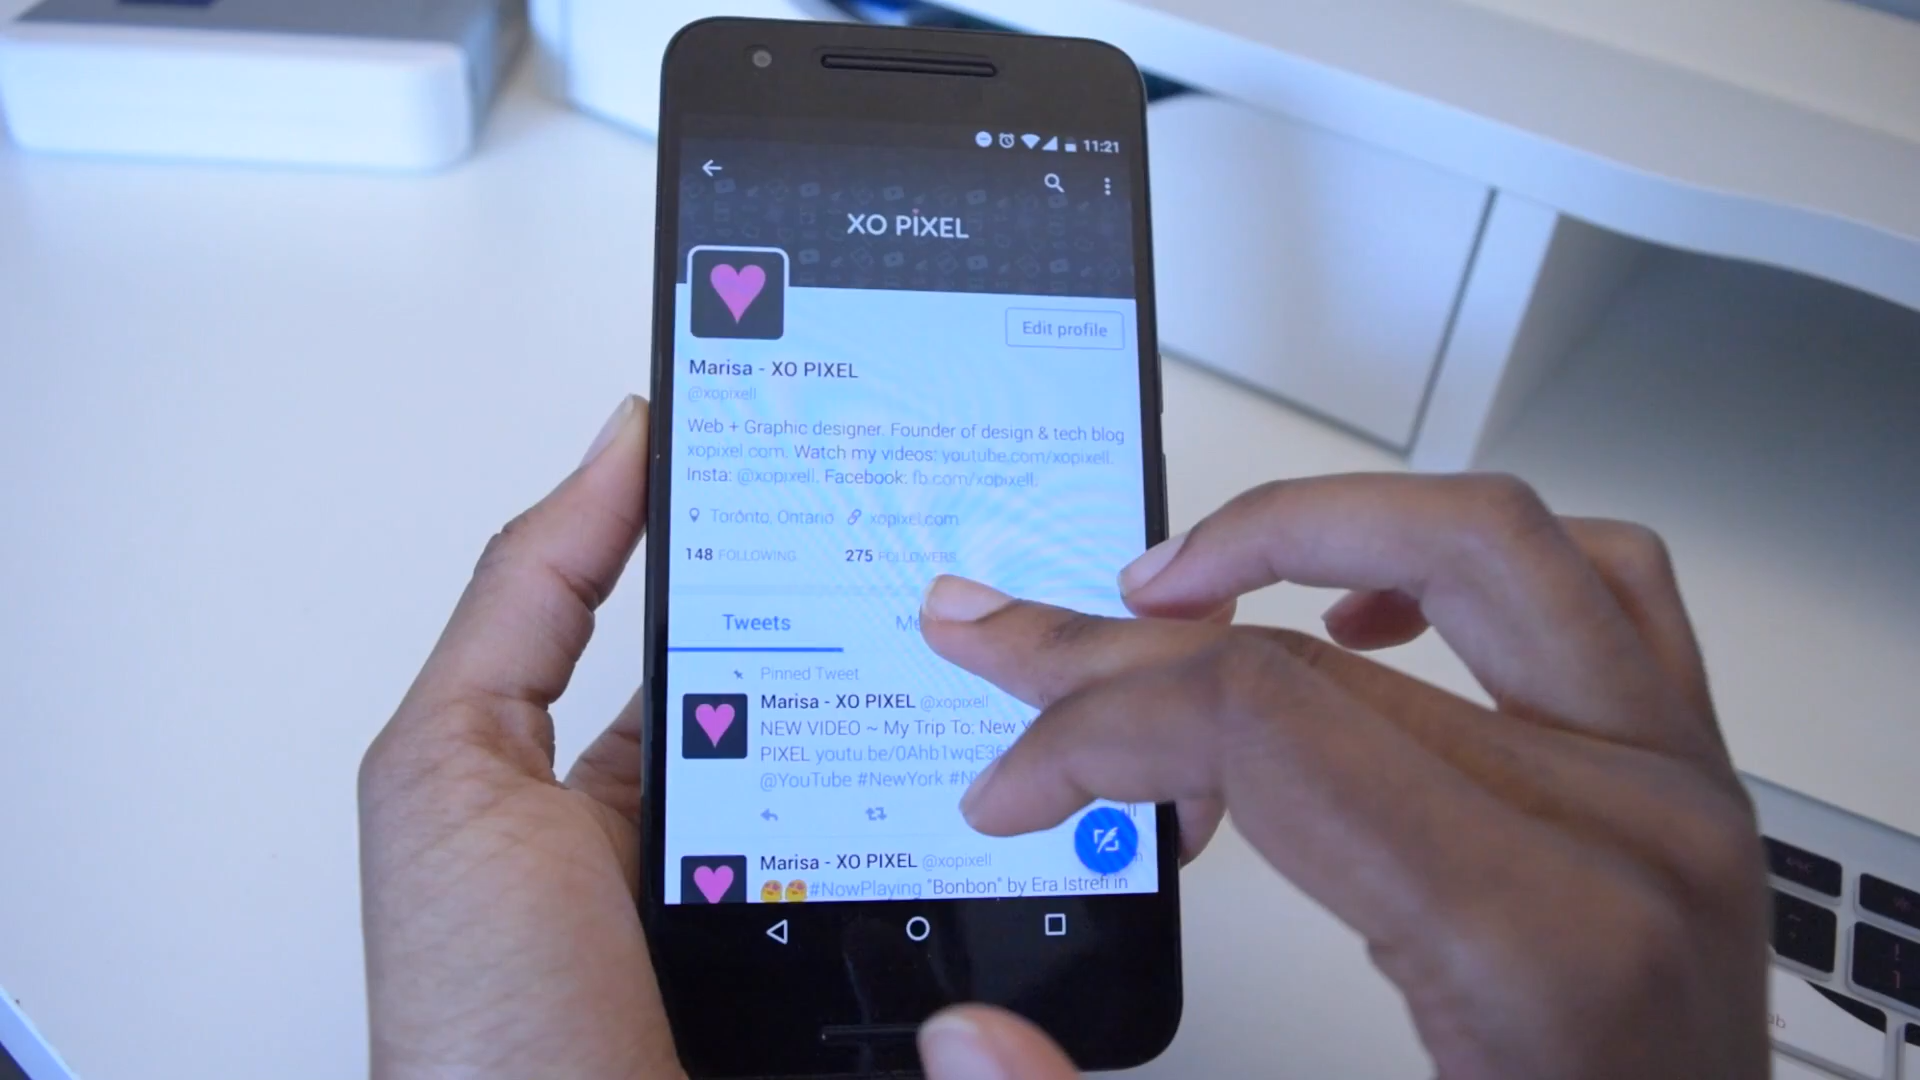 11:21
XO PIXEL
Edit profile
Marisa - XO PIXEL
@xopixell
Web + Graphic designer. Founder of design & tech blog
xopixel.com. Watch my videos: youtube.com/xopixell.
Insta: @xopixell. Facebook: fb.com/xopixell.
Toronto, Ontario xopixel.com
148 FOLLOWING 275 FOLLOWERS
Tweets
Pinned Tweet
Marisa - XO PIXEL @xopixell
NEW VIDEO ~ My Trip To: New
PIXEL
@YouTube #NewYork
Marisa - XO PIXEL @xopixell
😍😍#NowPlaying "Bonbon" by Era Istrefi in
esc